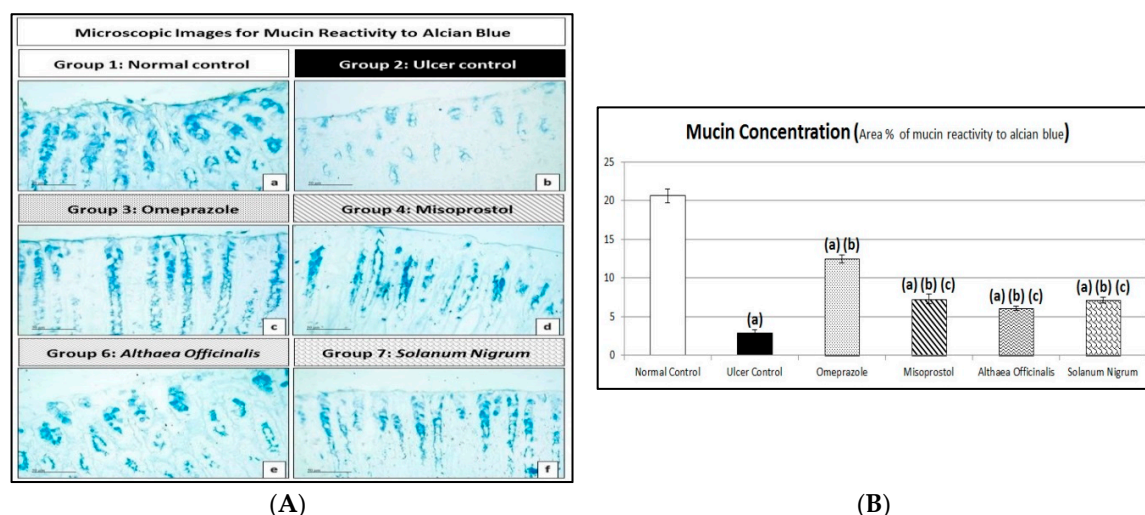 Microscopic Images for Mucin Reactivity to Alcian Blue
Group 1: Normal control
Group 2: Ulcer control
a
b
Group 3: Omeprazole
Group 4: Misoprostol
c
d
Group 6: Althaea Officinalis
Group 7: Solanum Nigrum
e
f
(A)
Mucin Concentration (Area % of mucin reactivity to alcian blue)
25
20
15
10
5
0
(a)
(a) (b)
(a) (b) (c)
(a) (b) (c)
(a) (b) (c)
Normal Control
Ulcer Control
Omeprazole
Misoprostol
Althaea Officinalis
Solanum Nigrum
(B)